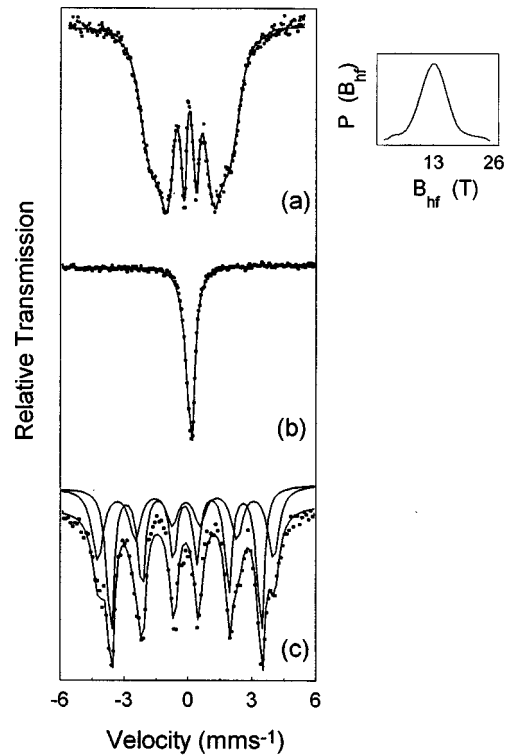 Relative Transmission
(a)
(b)
(c)
-6 -3 0 3 6
Velocity (mms⁻¹)
P (B_hf)
13 26
B_hf (T)